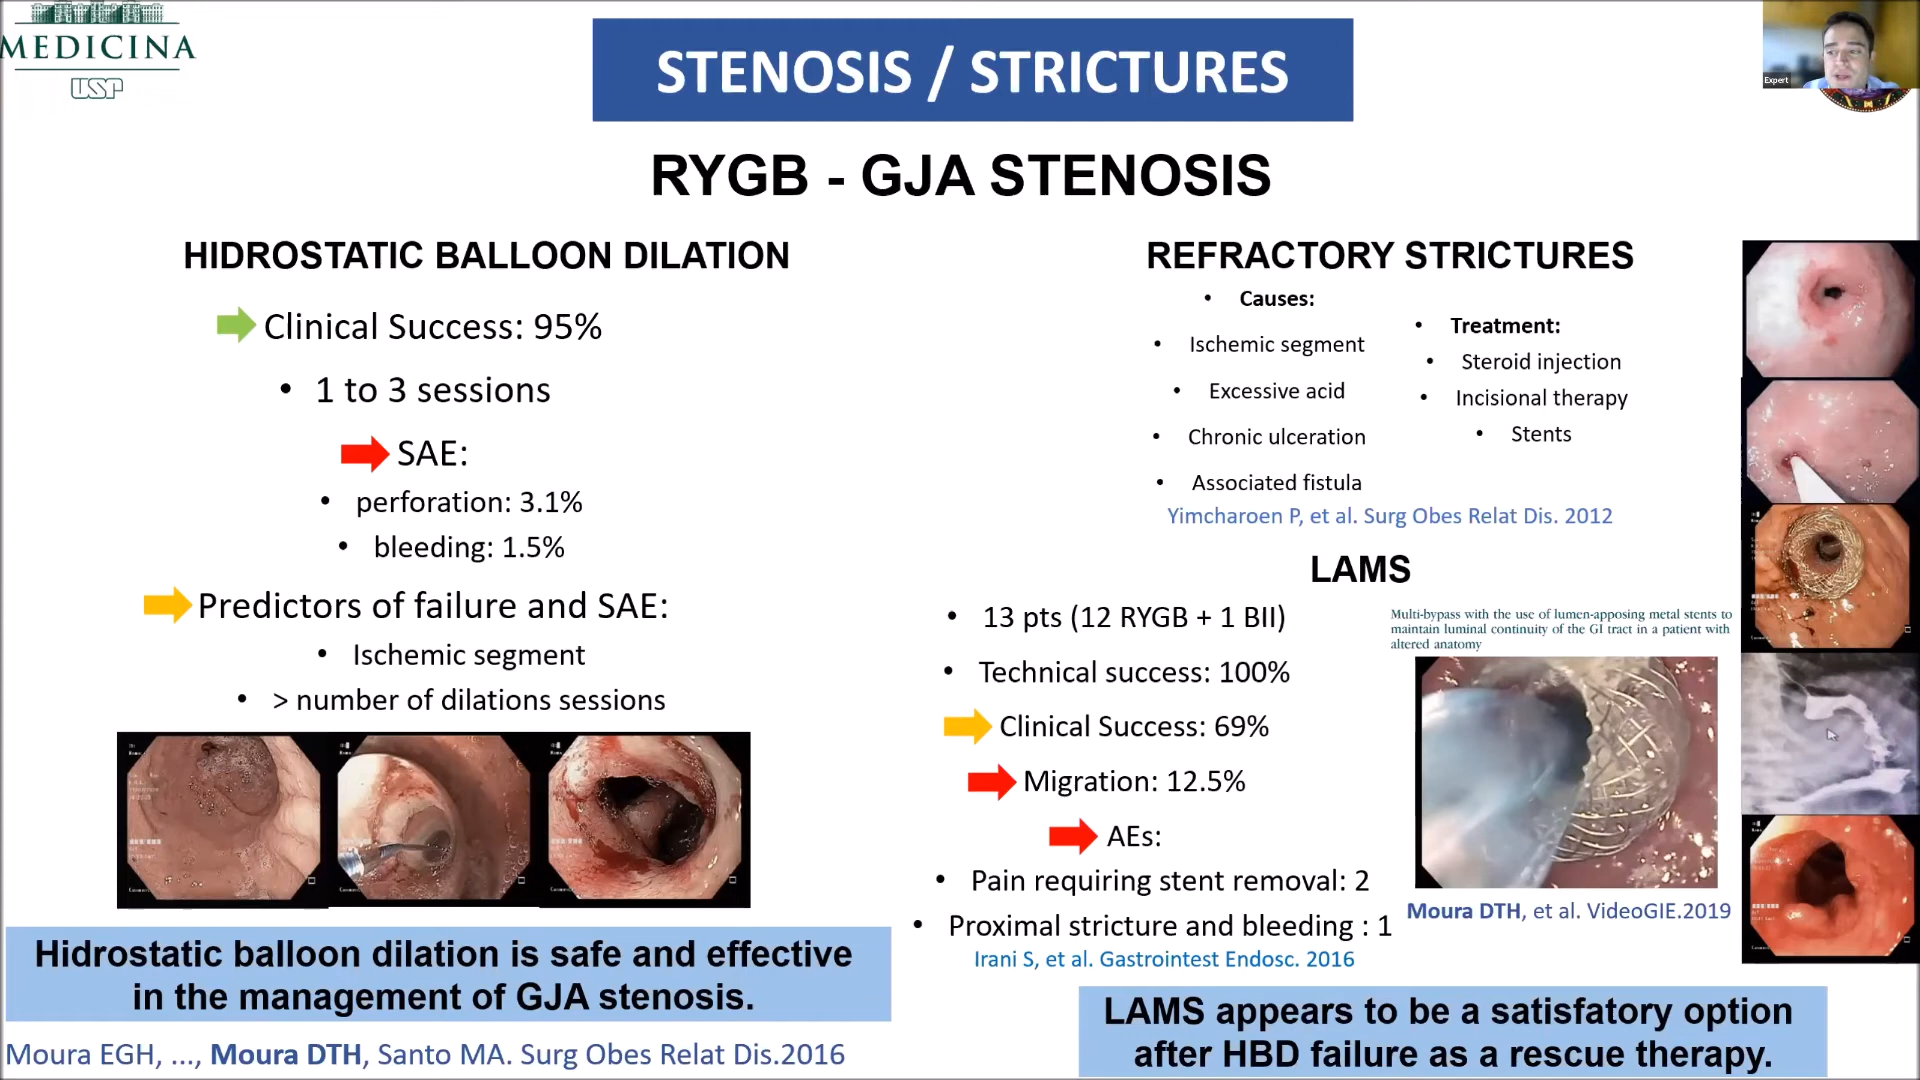 MEDICINA
USP
STENOSIS / STRICTURES
Expert
RYGB - GJA STENOSIS
HIDROSTATIC BALLOON DILATION
Clinical Success: 95%
• 1 to 3 sessions
SAE:
• perforation: 3.1%
• bleeding: 1.5%
Predictors of failure and SAE:
• Ischemic segment
• > number of dilations sessions
Hidrostatic balloon dilation is safe and effective
in the management of GJA stenosis.
Moura EGH, ..., Moura DTH, Santo MA. Surg Obes Relat Dis.2016
REFRACTORY STRICTURES
• Causes:
• Ischemic segment
• Excessive acid
• Chronic ulceration
• Associated fistula
• Treatment:
• Steroid injection
• Incisional therapy
• Stents
Yimcharoen P, et al. Surg Obes Relat Dis. 2012
LAMS
• 13 pts (12 RYGB + 1 BII)
• Technical success: 100%
Clinical Success: 69%
Migration: 12.5%
AEs:
• Pain requiring stent removal: 2
• Proximal stricture and bleeding : 1
Irani S, et al. Gastrointest Endosc. 2016
Multi-bypass with the use of lumen-apposing metal stents to
maintain luminal continuity of the GI tract in a patient with
altered anatomy
Moura DTH, et al. VideoGIE.2019
LAMS appears to be a satisfatory option
after HBD failure as a rescue therapy.